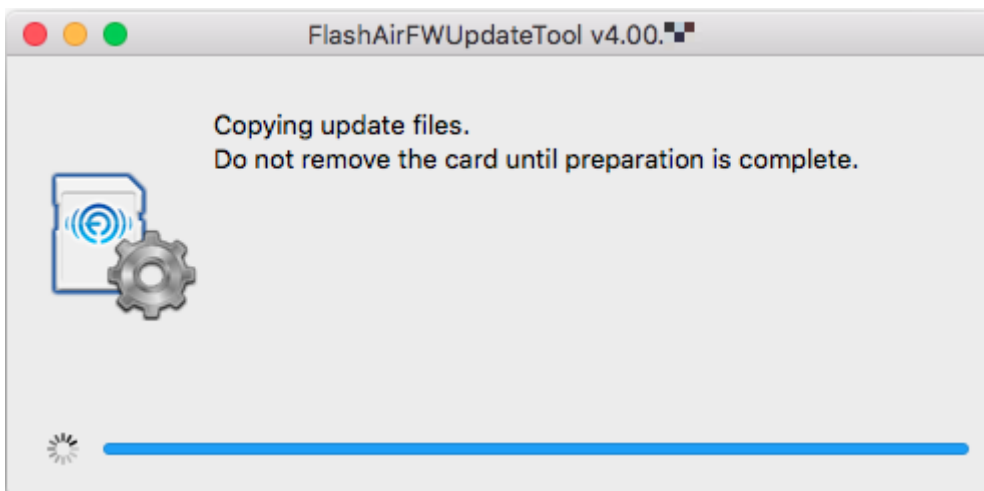 FlashAirFWUpdateTool v4.00.
Copying update files.
Do not remove the card until preparation is complete.